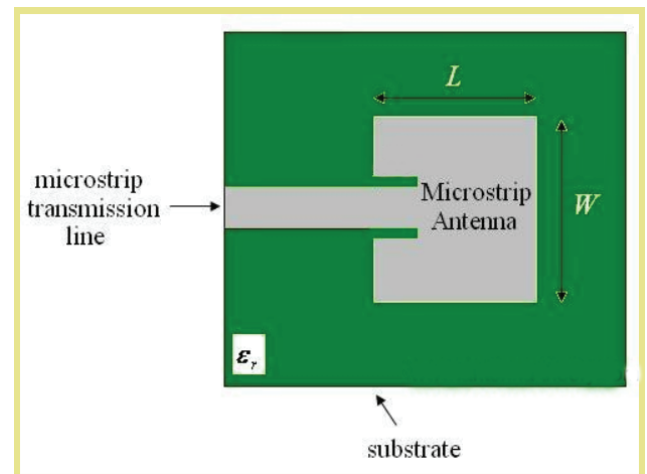 L
microstrip
transmission
line
Microstrip
Antenna
W
εr
substrate